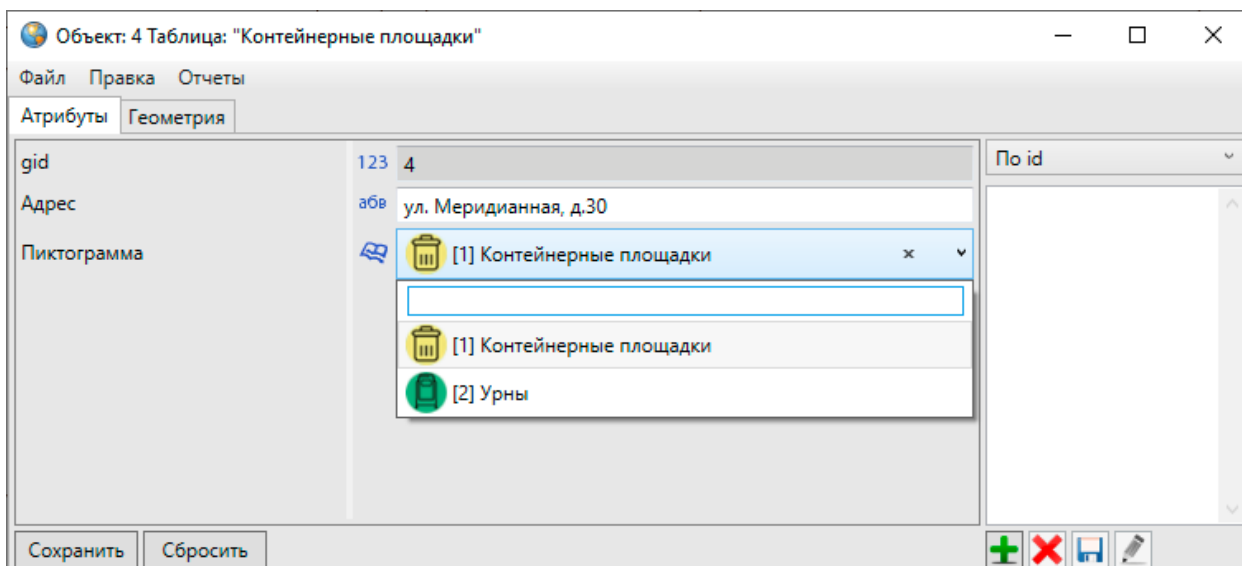 Объект: 4 Таблица: "Контейнерные площадки"
Файл Правка Отчеты
Атрибуты Геометрия
gid 123 4 По id
Адрес абв ул. Меридианная, д.30
Пиктограмма [1] Контейнерные площадки
[1] Контейнерные площадки
[2] Урны
Сохранить Сбросить